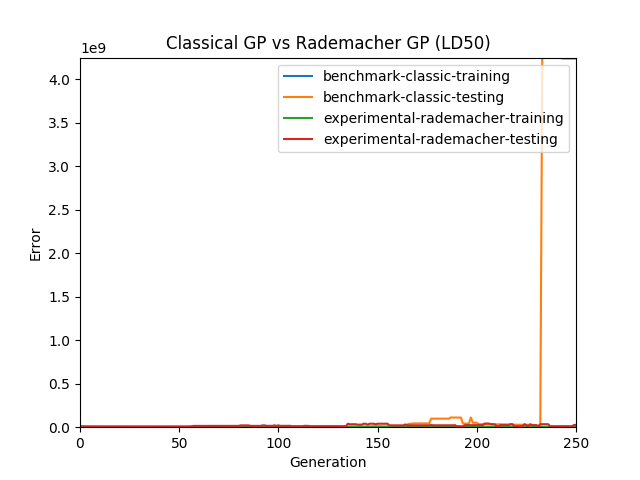 Classical GP vs Rademacher GP (LD50)
1e9
benchmark-classic-training
benchmark-classic-testing
experimental-rademacher-training
experimental-rademacher-testing
4.0
3.5
3.0
2.5
2.0
1.5
1.0
0.5
0.0
Error
0 50 100 150 200 250
Generation